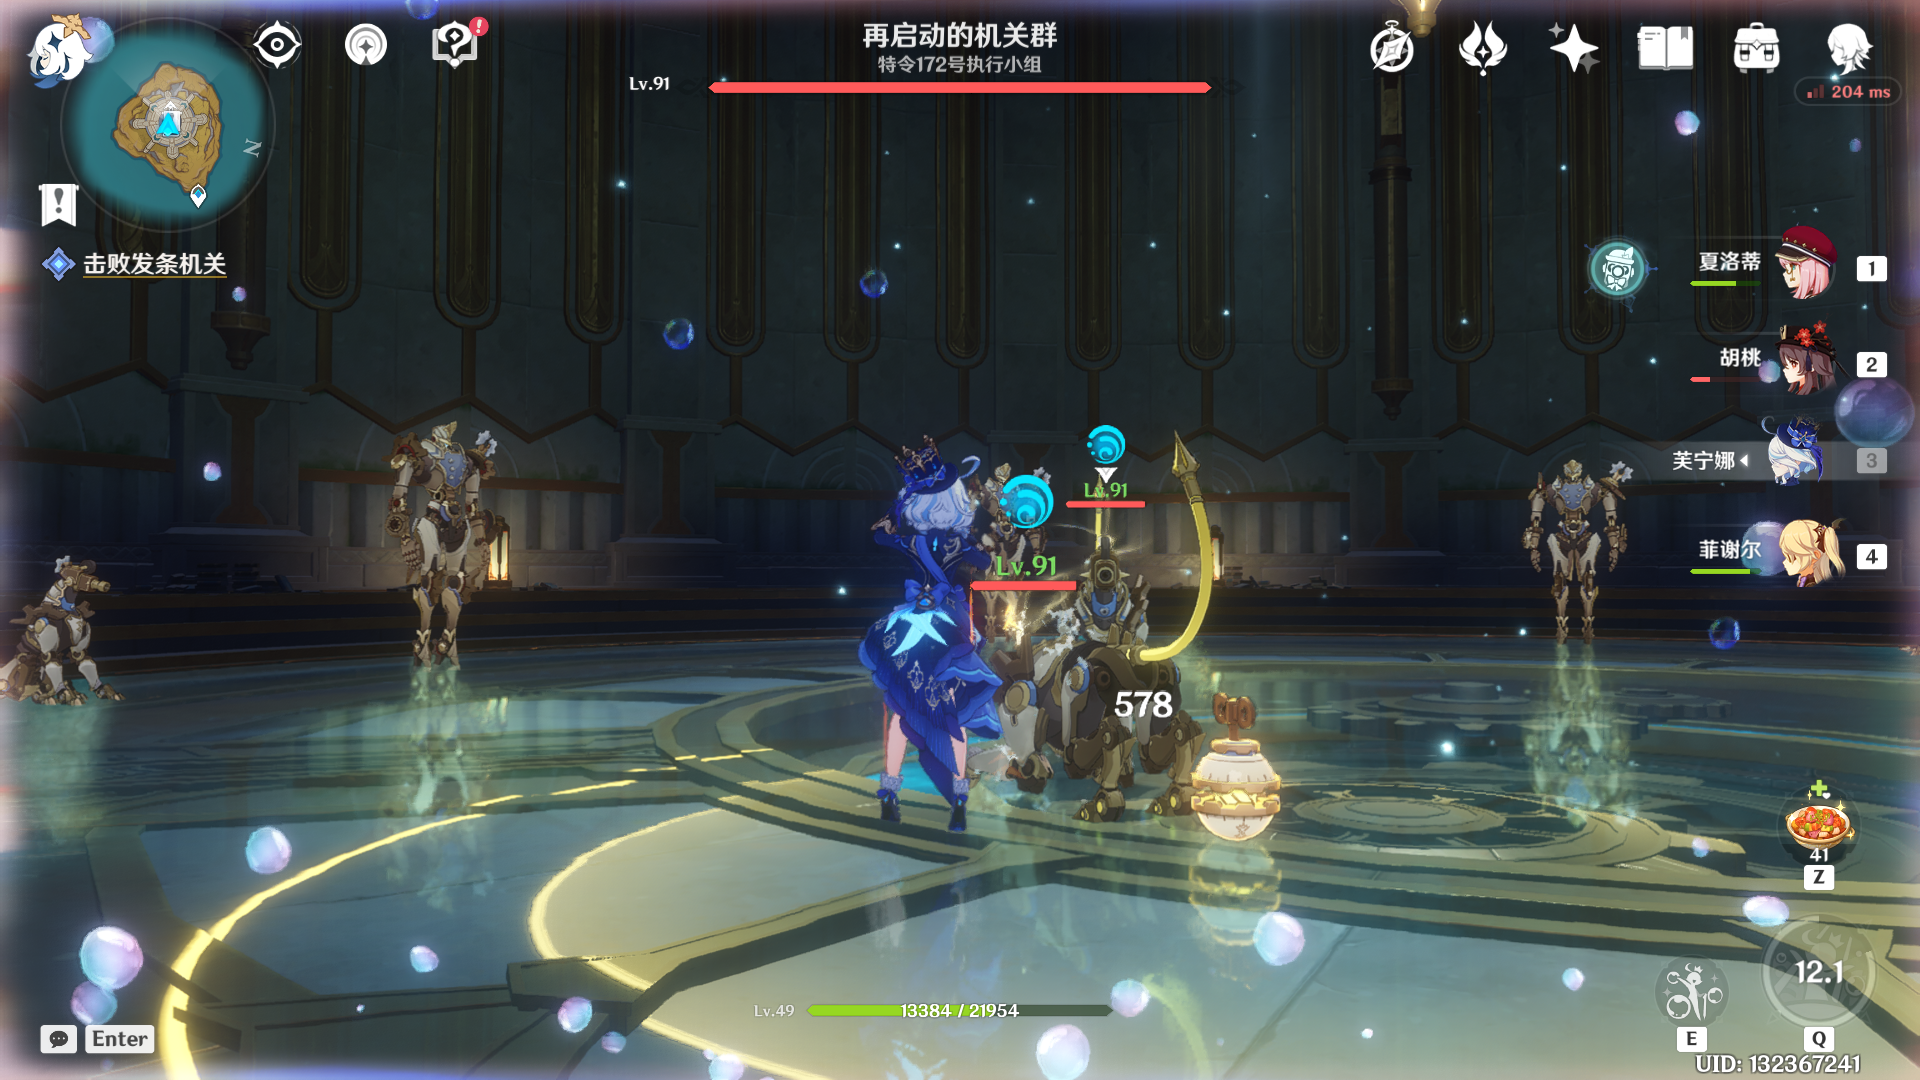 再启动的机关群
特令172号执行小组
Lv.91
204 ms
N
击败发条机关
夏洛蒂
1
胡桃
2
芙宁娜
3
菲谢尔
4
Lv.91
Lv.91
578
41
Z
12.1
E
Q
Lv.49
13384 / 21954
Enter
UID: 132367241